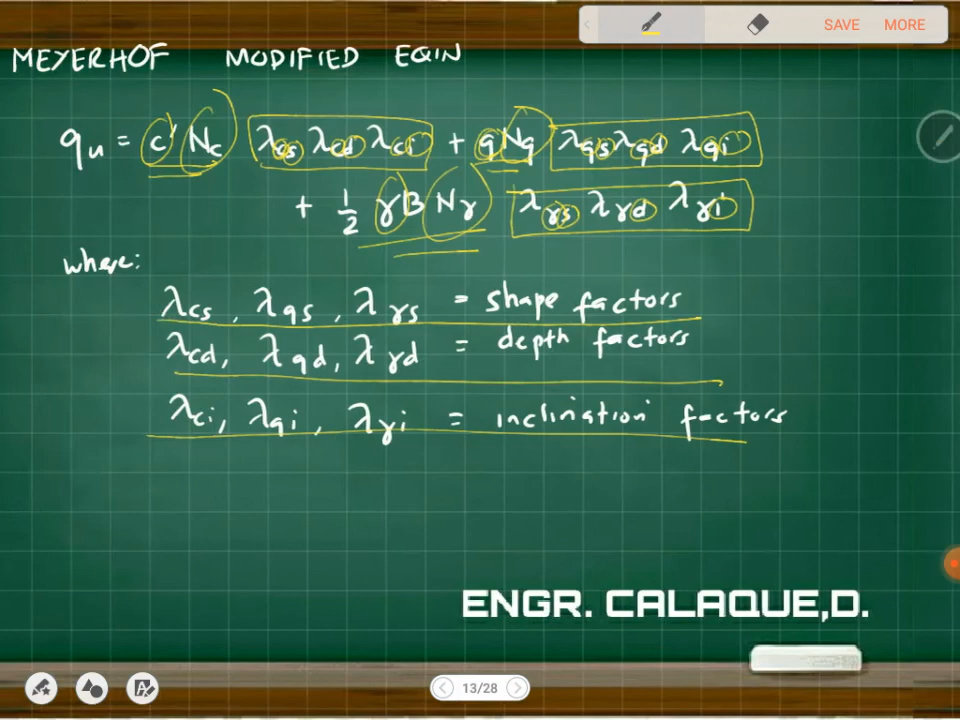 SAVE MORE
MEYERHOF MODIFIED EQ'N
qu = c' Nc λcs λcd λci + q Nq λqs λqd λqi
+ 1/2 γ B Nγ λγs λγd λγi
where:
λcs, λqs, λγs = shape factors
λcd, λqd, λγd = depth factors
λci, λqi, λγi = inclination factors
ENGR. CALAQUE,D.
13/28